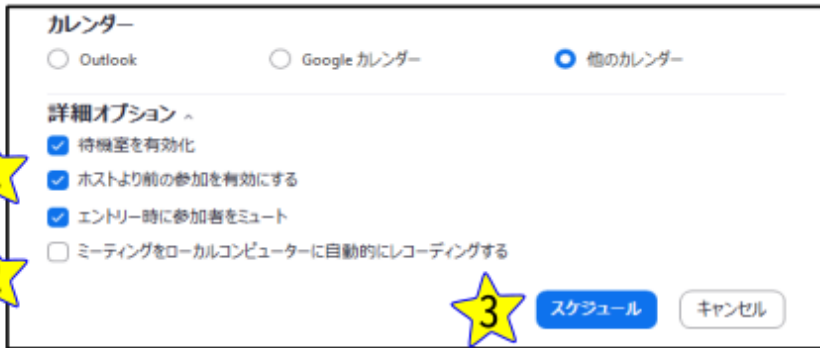 カレンダー
Outlook Google カレンダー 他のカレンダー
詳細オプション
待機室を有効化
ホストより前の参加を有効にする
エントリー時に参加者をミュート
ミーティングをローカルコンピューターに自動的にレコーディングする
3 スケジュール キャンセル